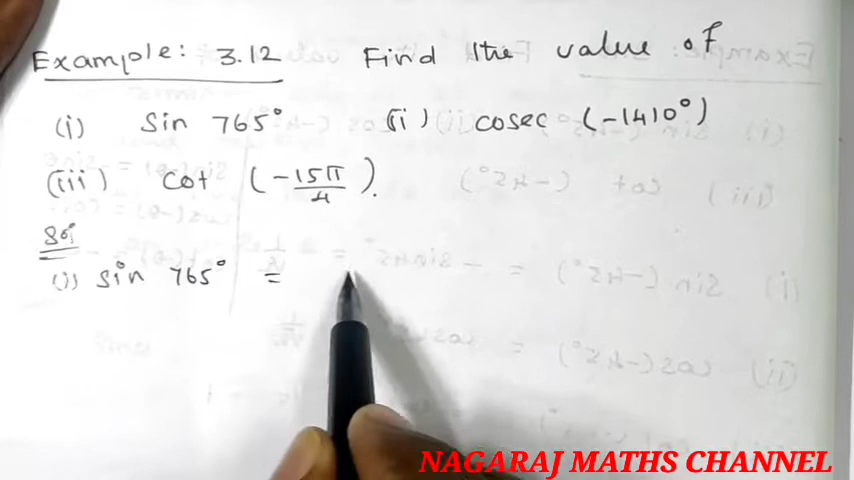 Example: 3.12 Find the value of
(i) Sin 765° (ii) cosec (-1410°)
(iii) cot (-15π/4).
Sol
(i) sin 765° =
NAGARAJ MATHS CHANNEL